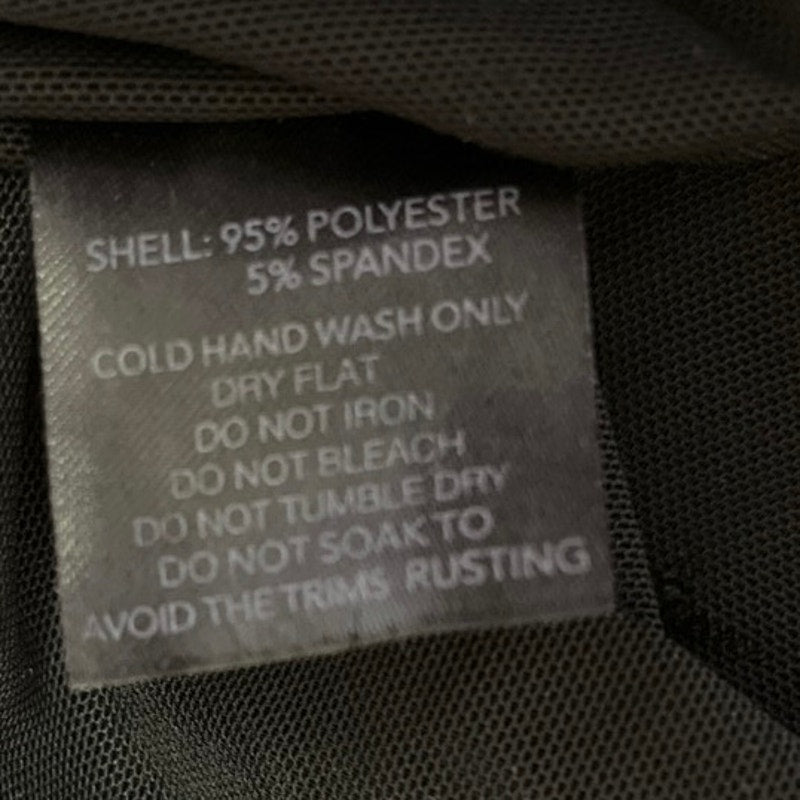 SHELL: 95% POLYESTER
5% SPANDEX
COLD HAND WASH ONLY
DRY FLAT
DO NOT IRON
DO NOT BLEACH
DO NOT TUMBLE DRY
DO NOT SOAK TO
AVOID THE TRIMS RUSTING